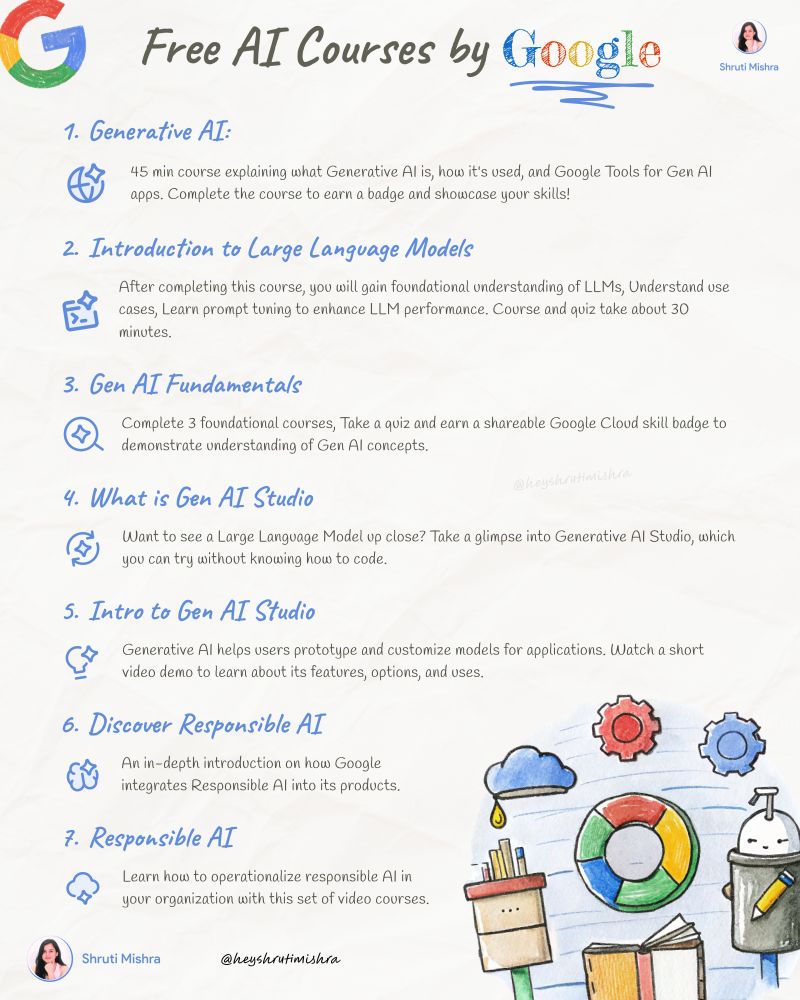 Free AI Courses by Google
Shruti Mishra
1. Generative AI:
45 min course explaining what Generative AI is, how it's used, and Google Tools for Gen AI
apps. Complete the course to earn a badge and showcase your skills!
2. Introduction to Large Language Models
After completing this course, you will gain foundational understanding of LLMs, Understand use
cases, Learn prompt tuning to enhance LLM performance. Course and quiz take about 30
minutes.
3. Gen AI Fundamentals
Complete 3 foundational courses, Take a quiz and earn a shareable Google Cloud skill badge to
demonstrate understanding of Gen AI concepts.
@heyshrutimishra
4. What is Gen AI Studio
Want to see a Large Language Model up close? Take a glimpse into Generative AI Studio, which
you can try without knowing how to code.
5. Intro to Gen AI Studio
Generative AI helps users prototype and customize models for applications. Watch a short
video demo to learn about its features, options, and uses.
6. Discover Responsible AI
An in-depth introduction on how Google
integrates Responsible AI into its products.
7. Responsible AI
Learn how to operationalize responsible AI in
your organization with this set of video courses.
Shruti Mishra
@heyshrutimishra